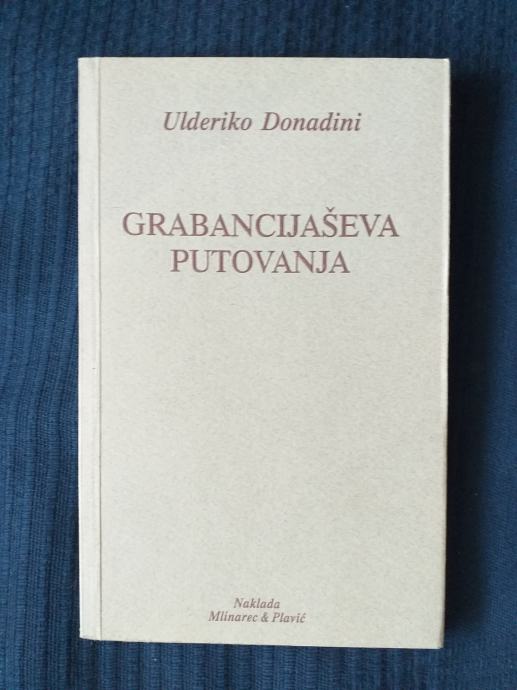 Ulderiko Donadini
GRABANCIJAŠEVA
PUTOVANJA
Naklada
Mlinarec & Plavić